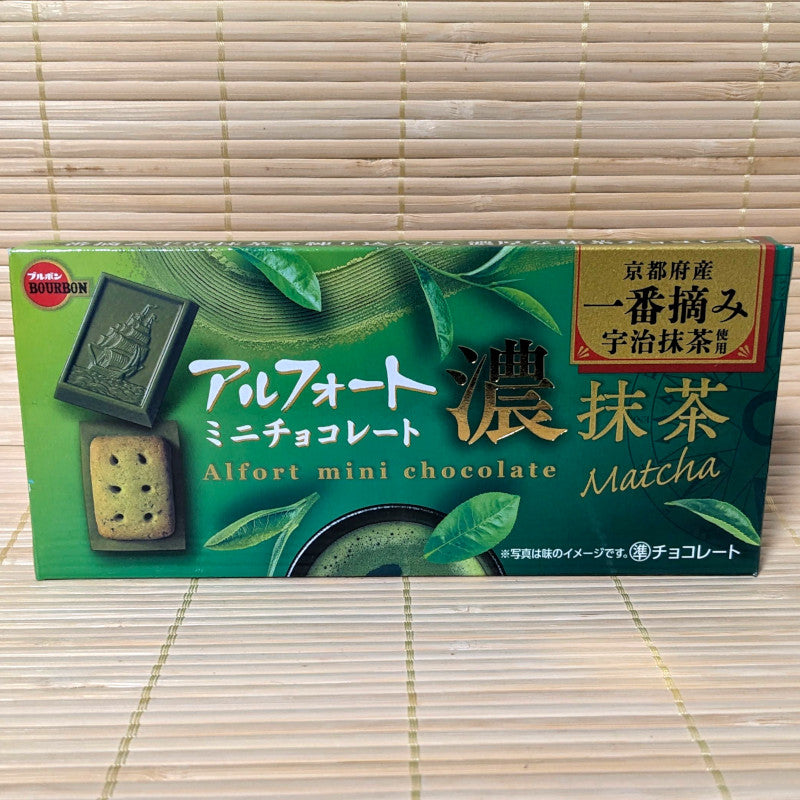 ブルボン
BOURBON
京都府産
一番摘み
宇治抹茶使用
アルフォート
ミニチョコレート
濃抹茶
Alfort mini chocolate
Matcha
※写真は味のイメージです。
準チョコレート